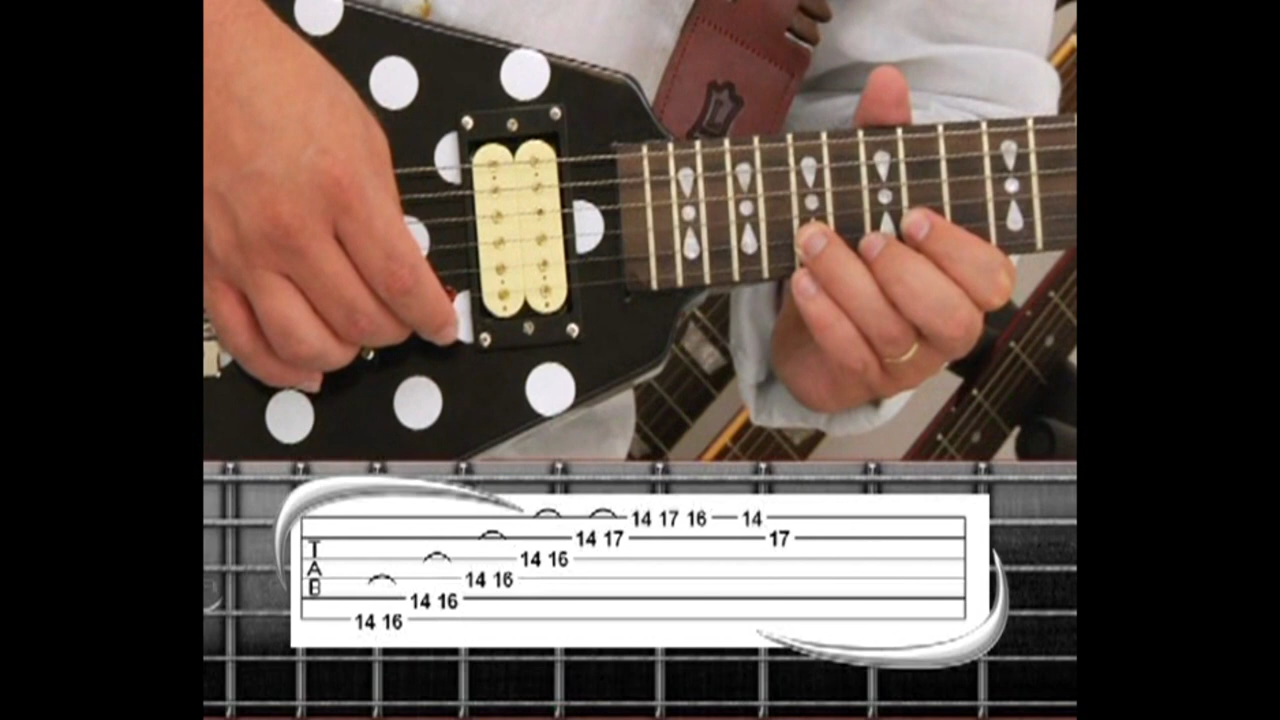 14 17 16 14
T 14 17 17
A 14 16
B 14 16
14 16
14 16